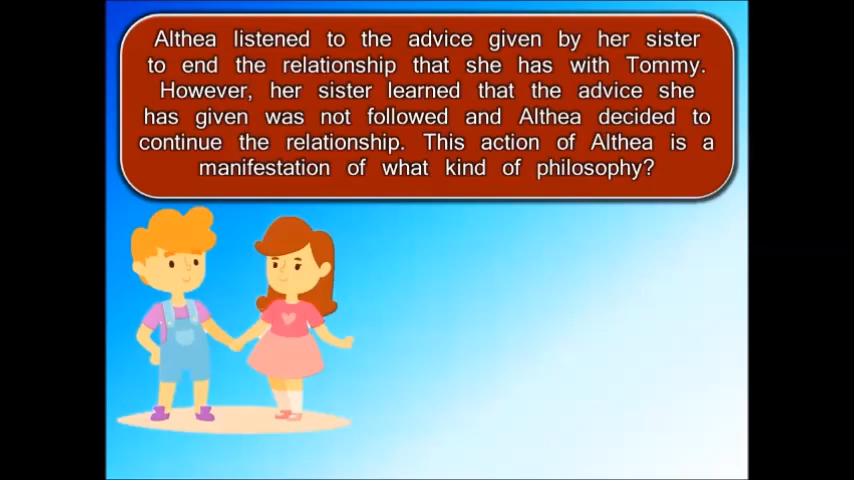 Althea listened to the advice given by her sister
to end the relationship that she has with Tommy.
However, her sister learned that the advice she
has given was not followed and Althea decided to
continue the relationship. This action of Althea is a
manifestation of what kind of philosophy?